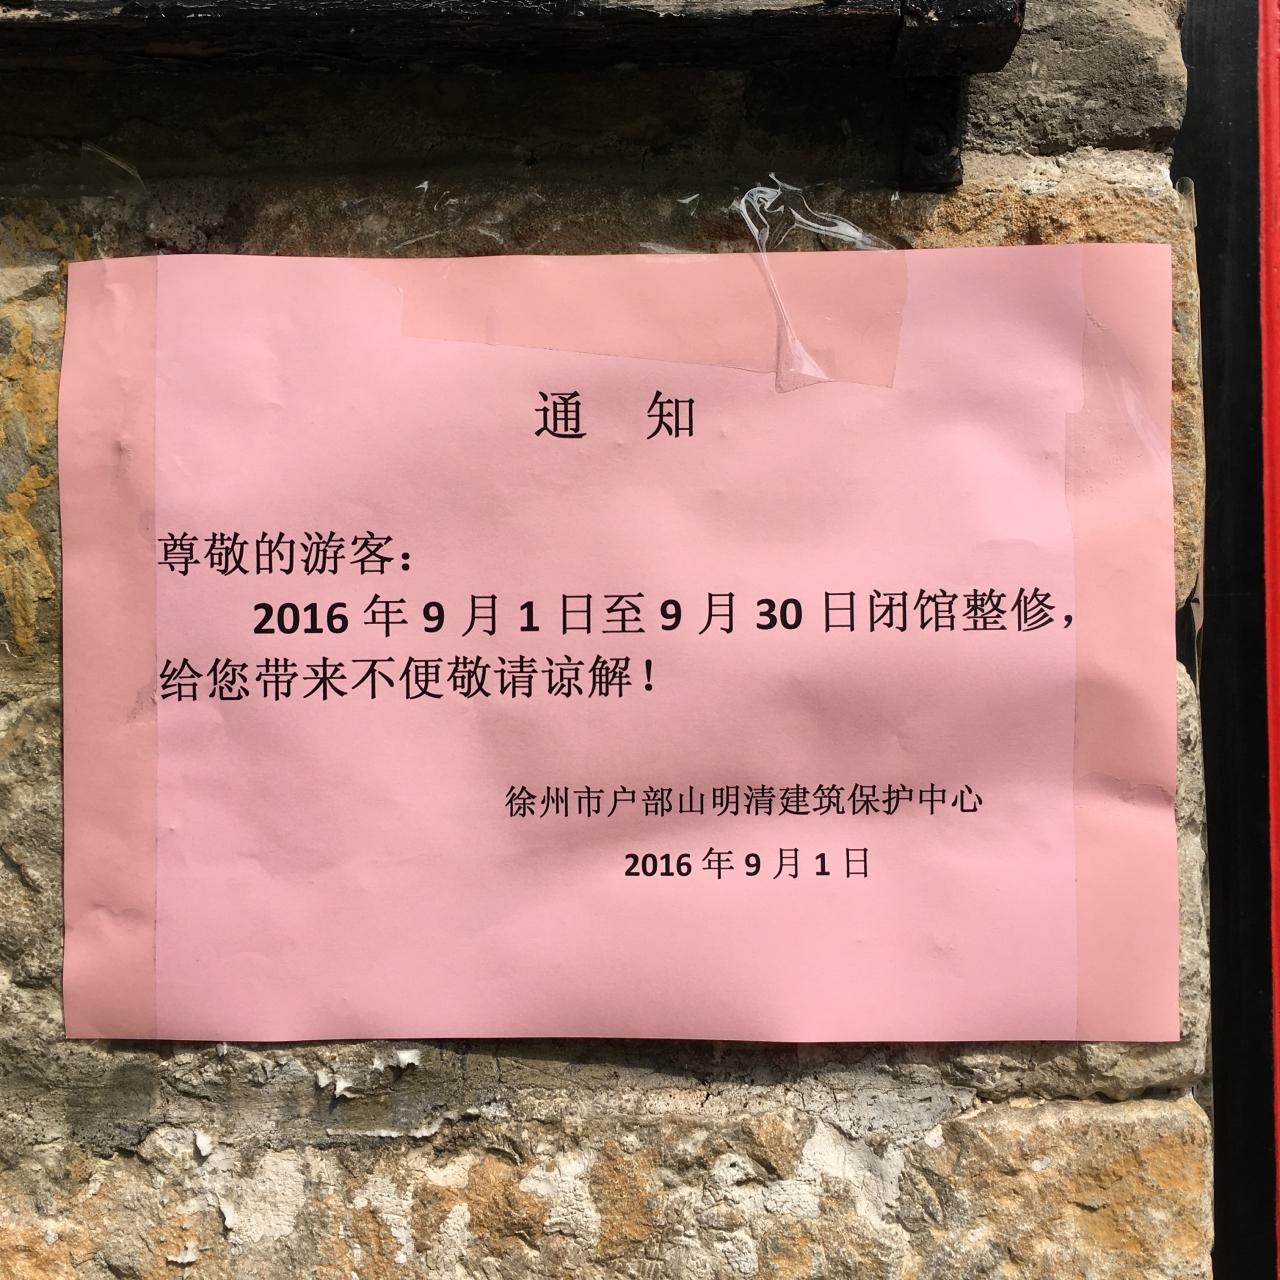 通 知
尊敬的游客：
2016 年 9 月 1 日至 9 月 30 日闭馆整修，
给您带来不便敬请谅解！
徐州市户部山明清建筑保护中心
2016 年 9 月 1 日